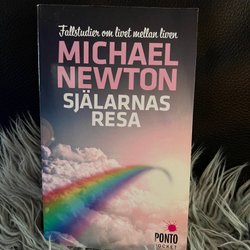 Fallstudier om livet mellan liven
MICHAEL
NEWTON
SJÄLARNAS
RESA
PONTO
POCKET